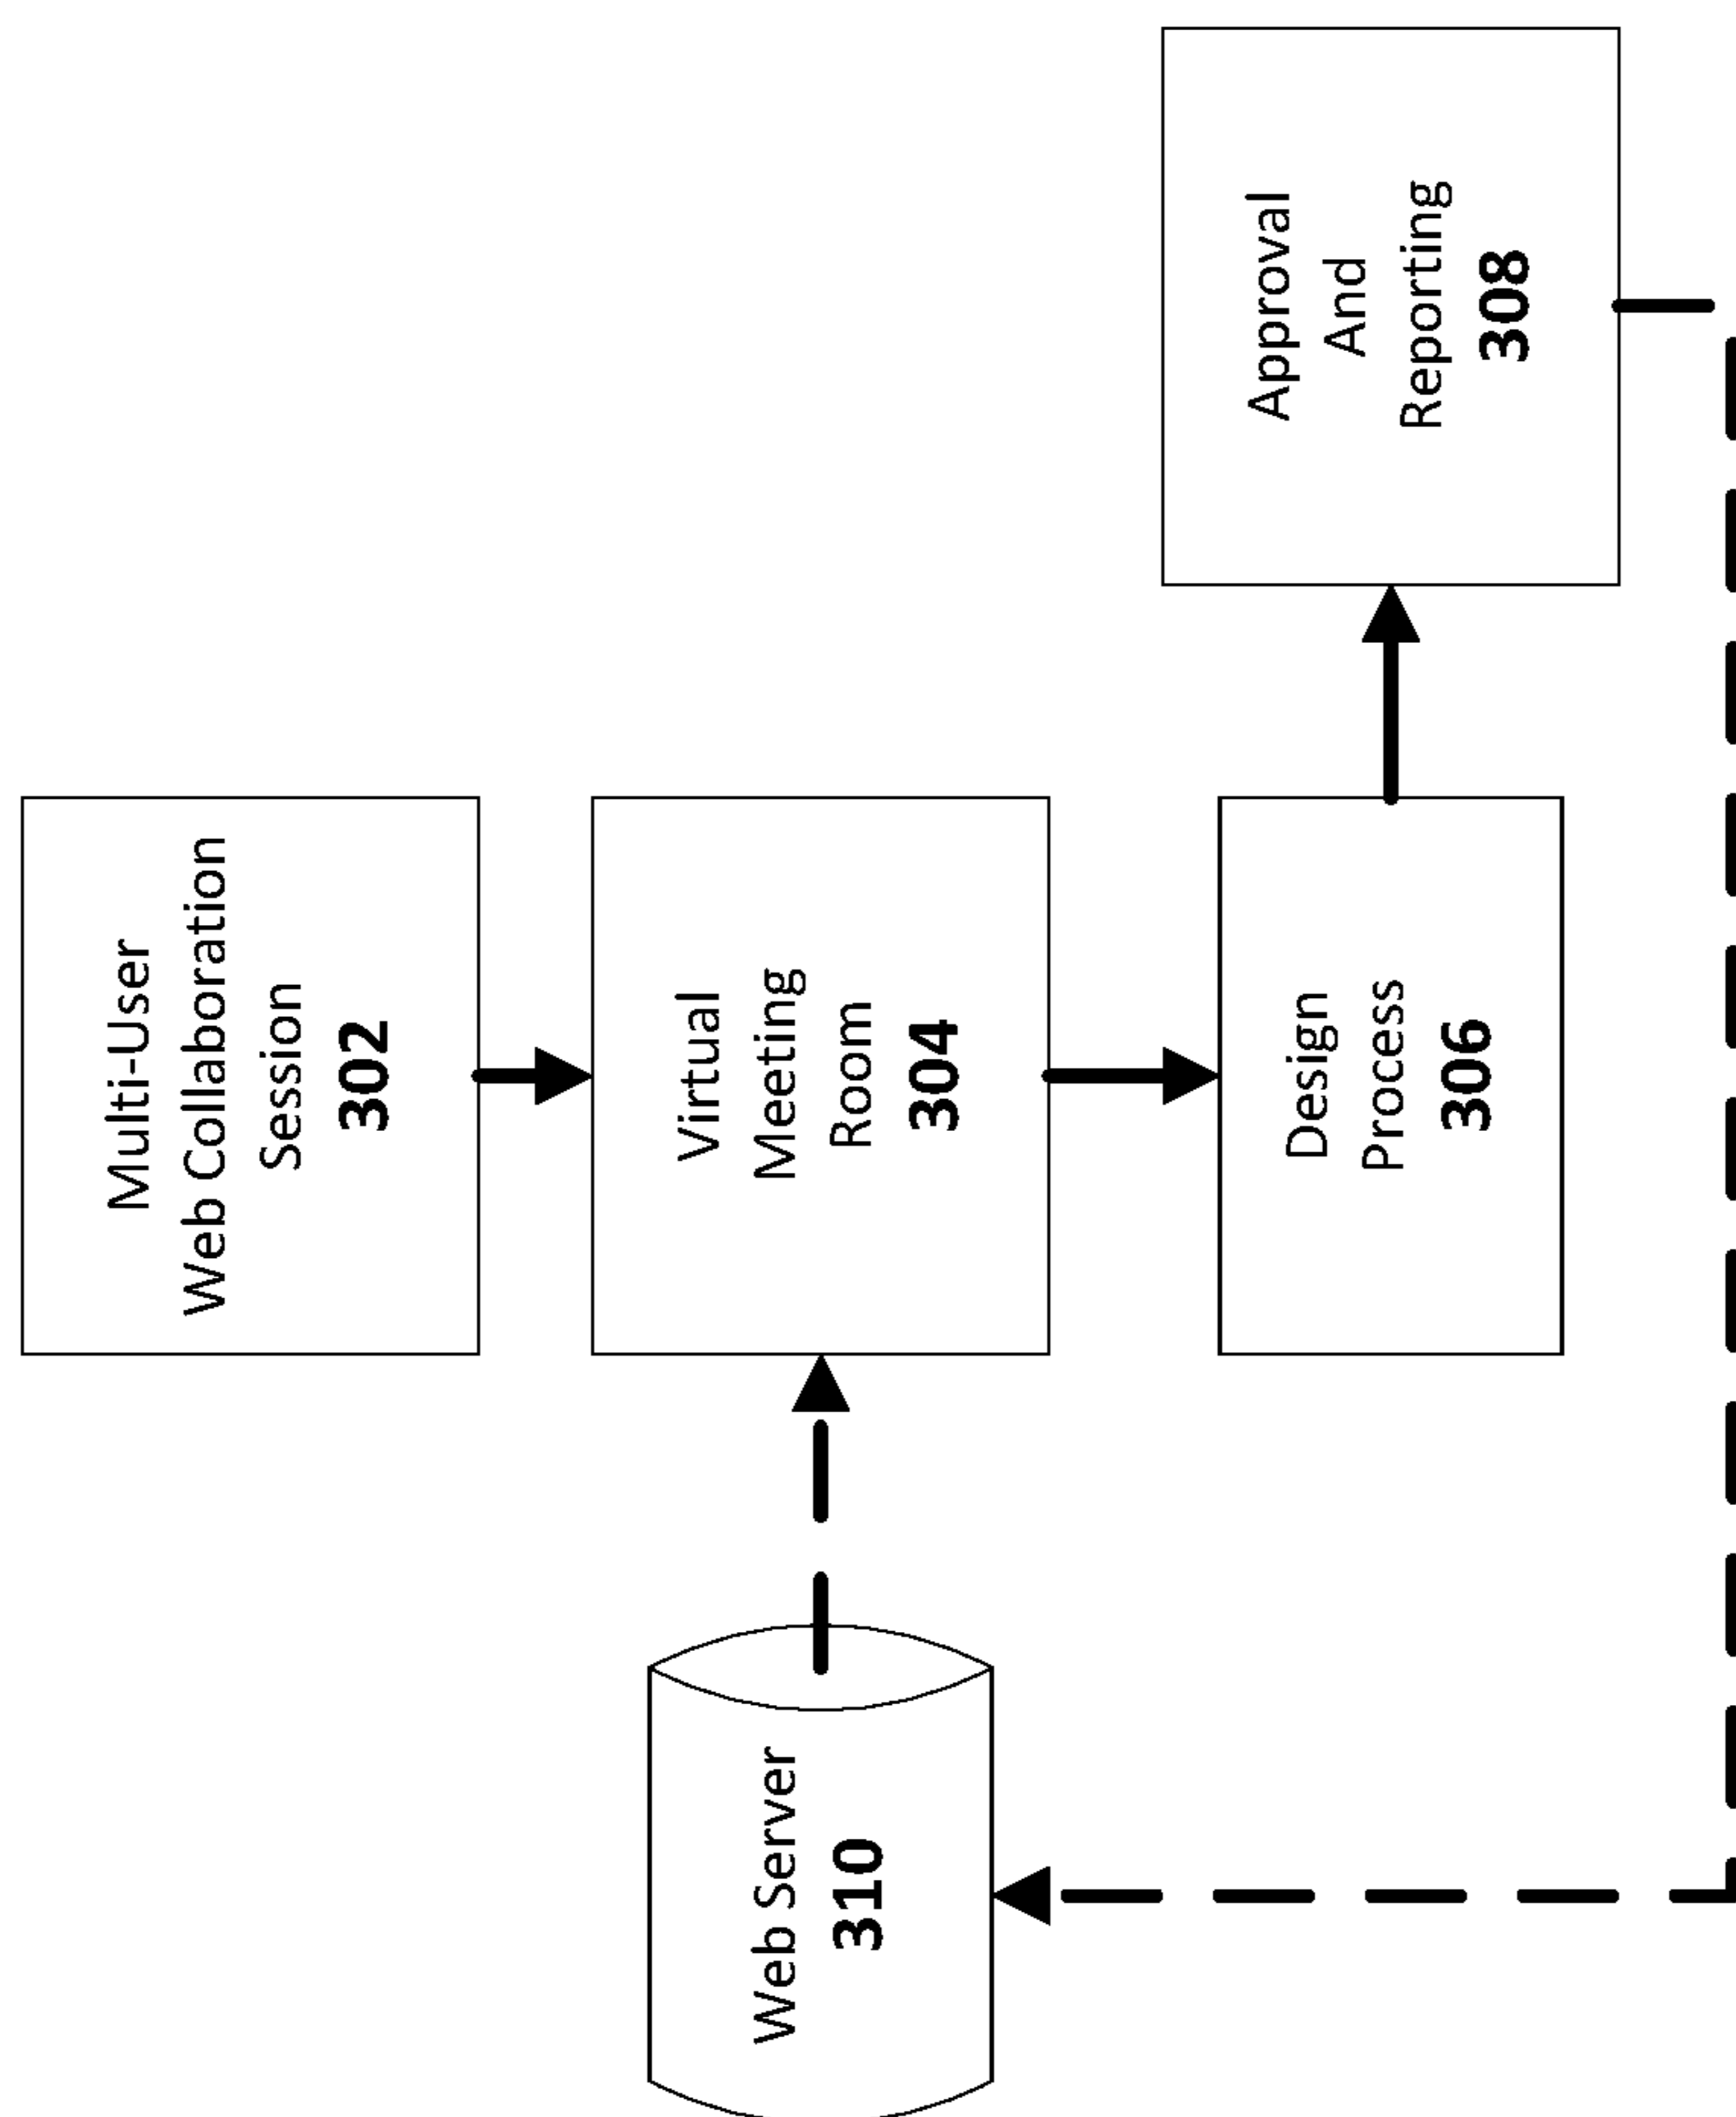 Multi-User
Web Collaboration
Session
302
Virtual
Meeting
Room
304
Design
Process
306
Approval
And
Reporting
308
Web Server
310